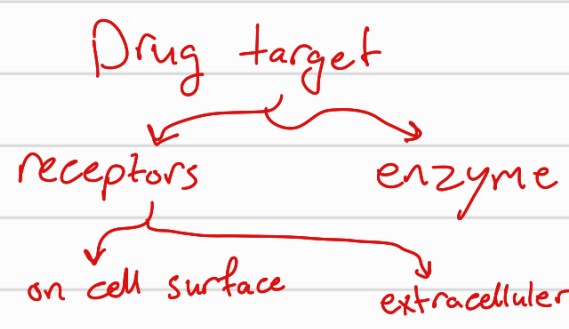 Drug target
receptors enzyme
on cell surface extracelluler